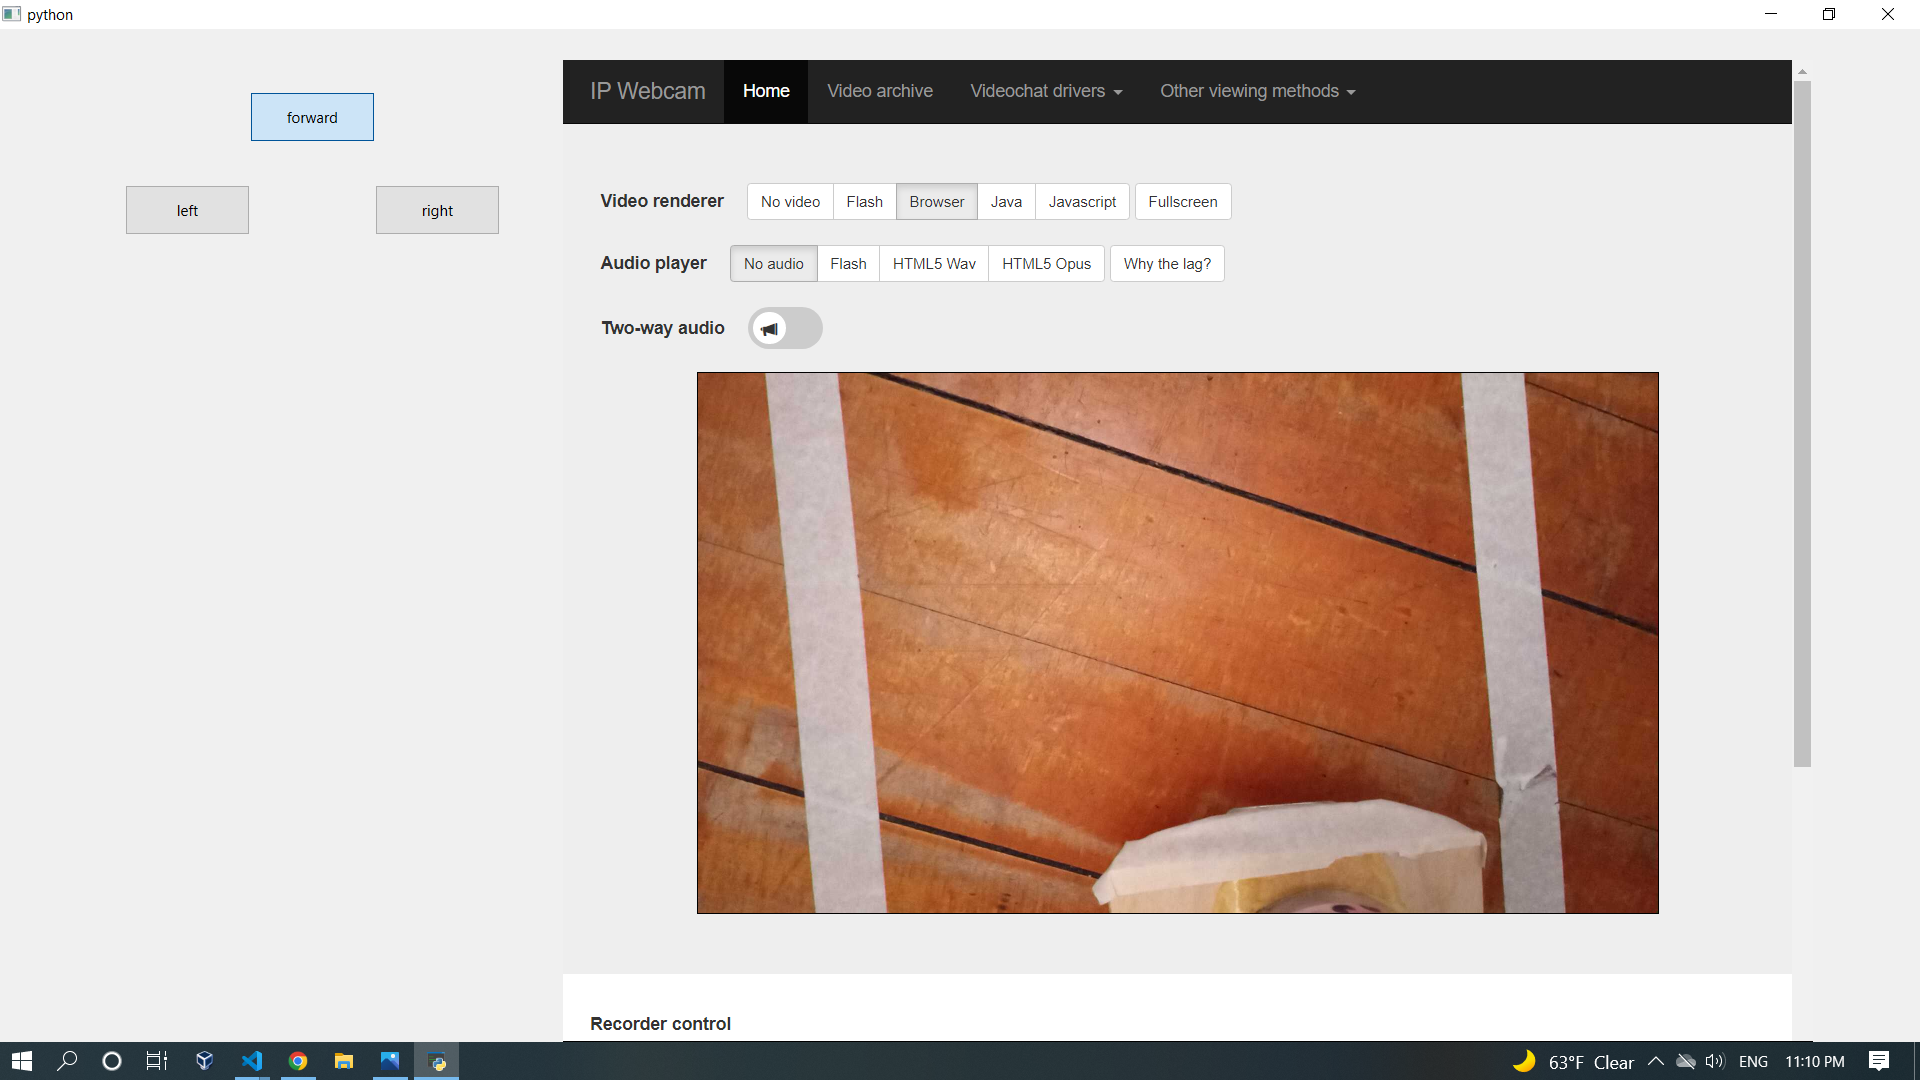 python
forward
left
right
IP Webcam Home Video archive Videochat drivers Other viewing methods
Video renderer No video Flash Browser Java Javascript Fullscreen
Audio player No audio Flash HTML5 Wav HTML5 Opus Why the lag?
Two-way audio
Recorder control
63°F Clear ENG 11:10 PM